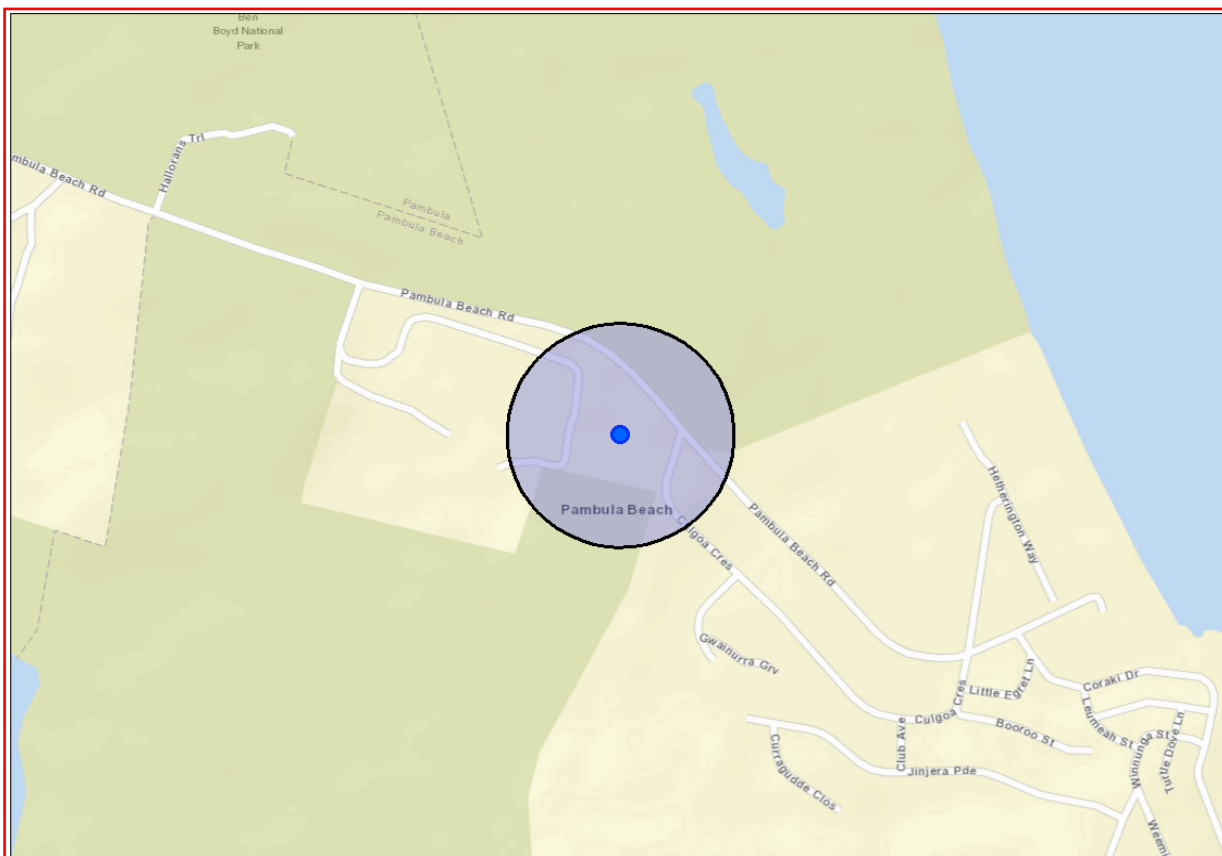 Ben
Boyd National
Park
Hallorans Trl
mbula Beach Rd
Pambula
Pambula Beach
Pambula Beach Rd
Pambula Beach
Culgoa Cres
Pambula Beach Rd
Hetherington Way
Gwainurra Grv
Little Egret Ln
Culgoa Cres
Coraki Dr
Leumeah St
Booroo St
Club Ave
Winnunga St
Turtle Dove Ln
Jinjera Pde
Curragudde Clos
Weemi